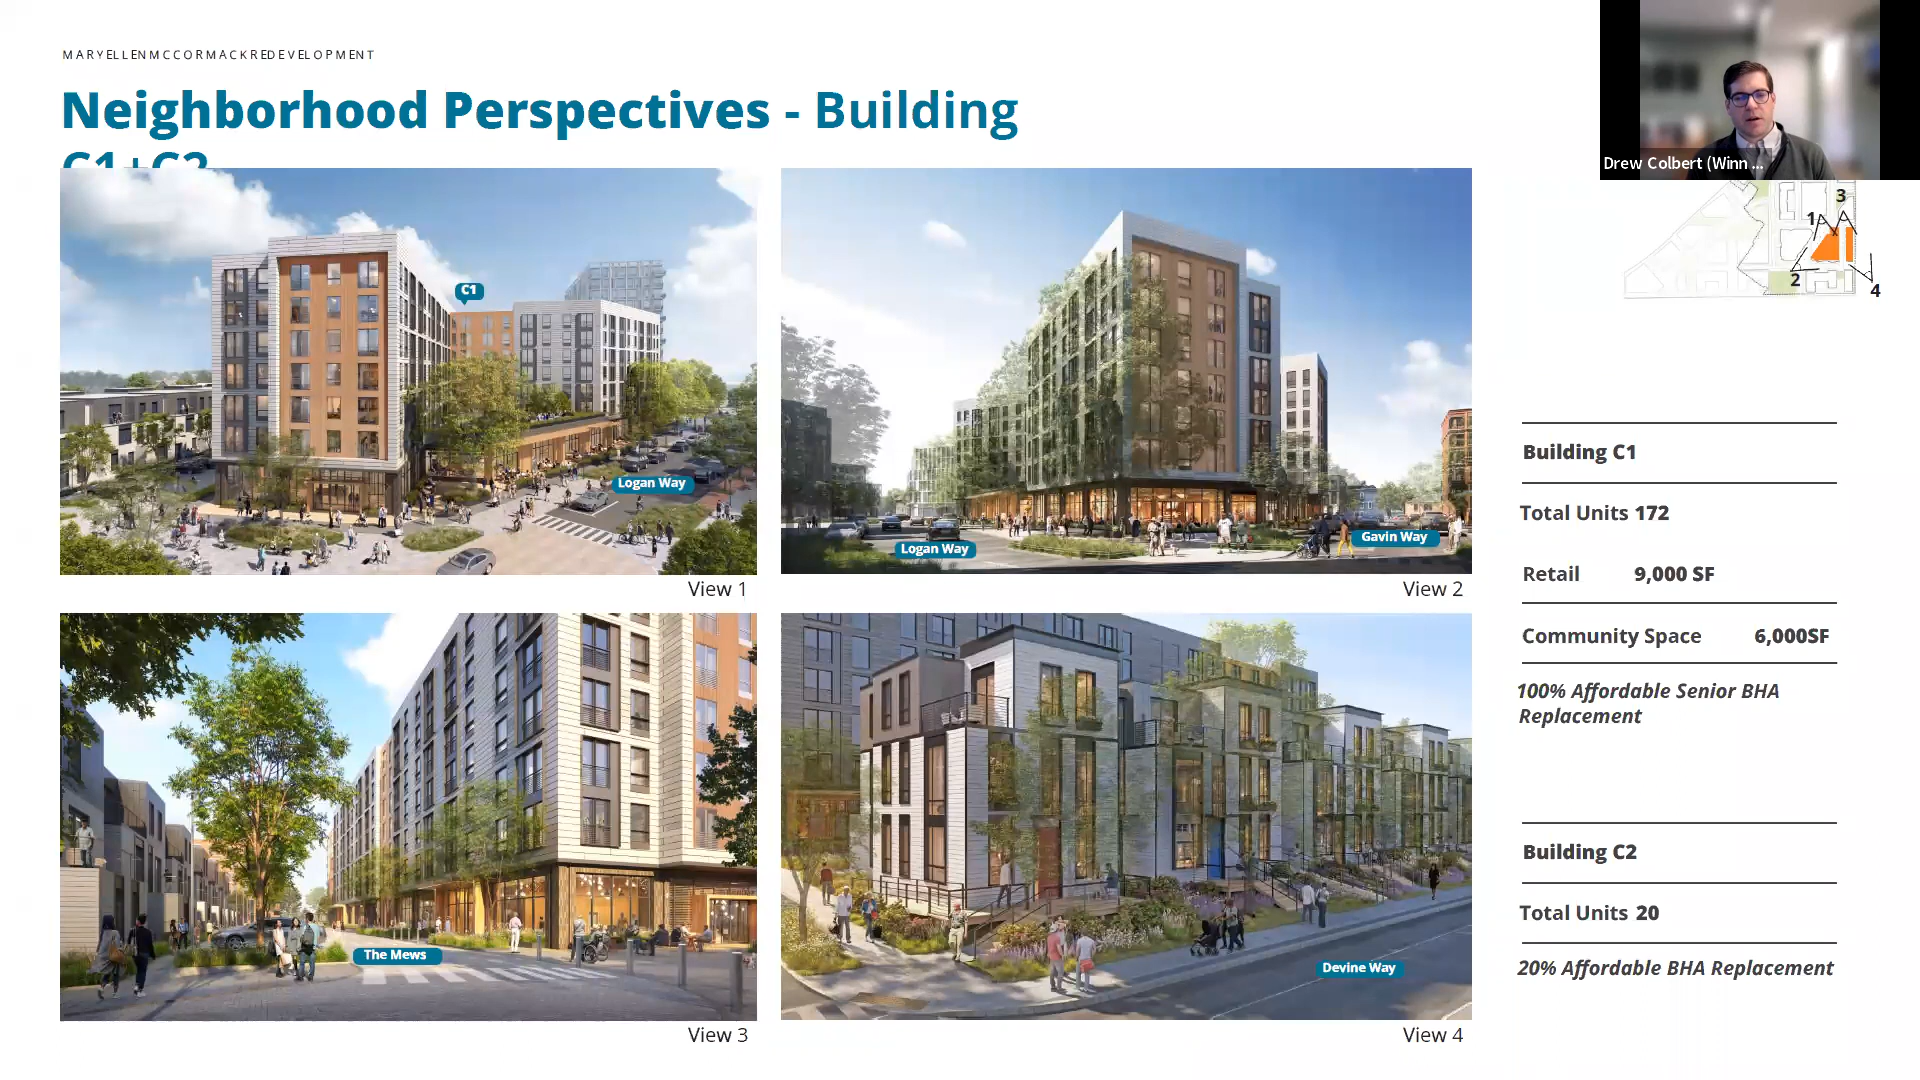 MARYELLENMCCORMACKREDEVELOPMENT
Neighborhood Perspectives - Building
C1+C2
Drew Colbert (Winn ...
3
1
2
4
C1
Logan Way
View 1
Logan Way
Gavin Way
View 2
The Mews
View 3
Devine Way
View 4
Building C1
Total Units 172
Retail 9,000 SF
Community Space 6,000SF
100% Affordable Senior BHA
Replacement
Building C2
Total Units 20
20% Affordable BHA Replacement